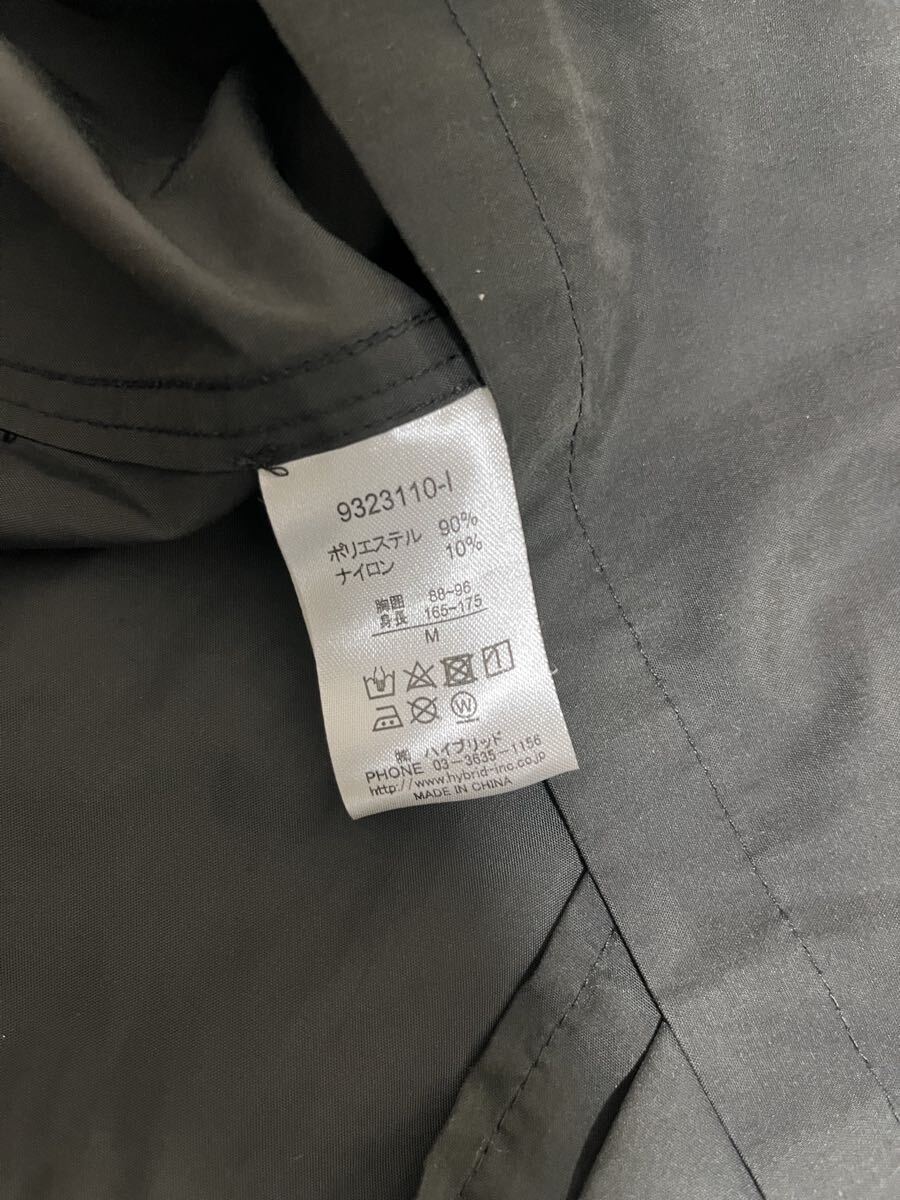 9323110-I
ポリエステル 90%
ナイロン 10%
胸囲 88-96
身長 165-175
M
W
㈱ ハイブリッド
PHONE 03-3635-1156
http://www.hybrid-inc.co.jp
MADE IN CHINA